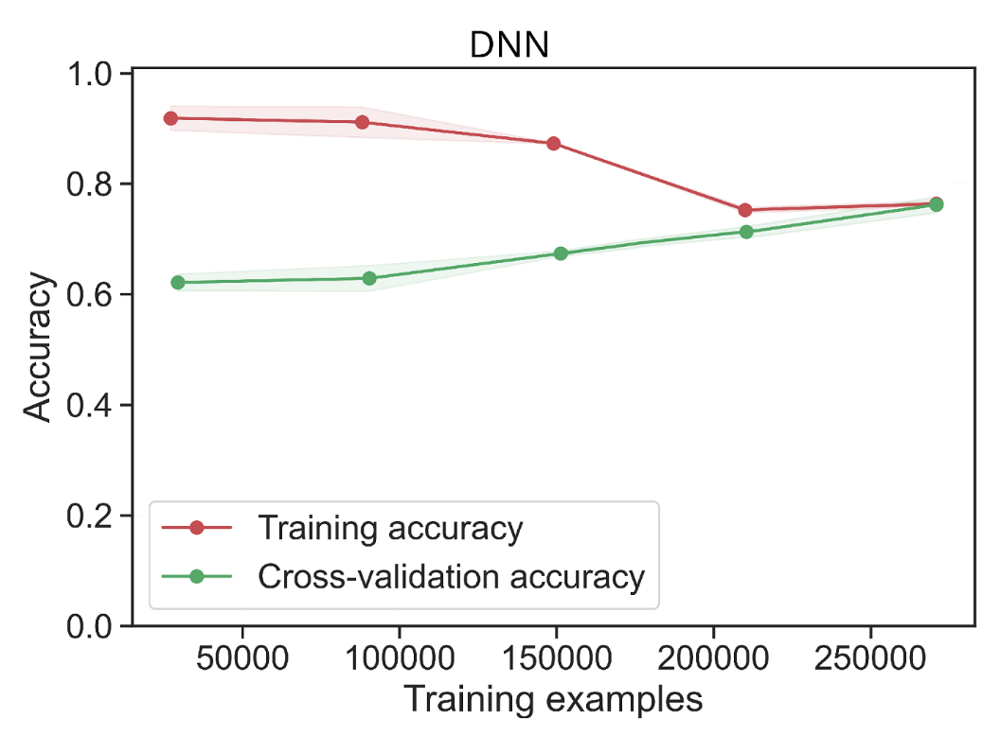 DNN
1.0
0.8
0.6
0.4
0.2
0.0
Accuracy
Training accuracy
Cross-validation accuracy
50000 100000 150000 200000 250000
Training examples